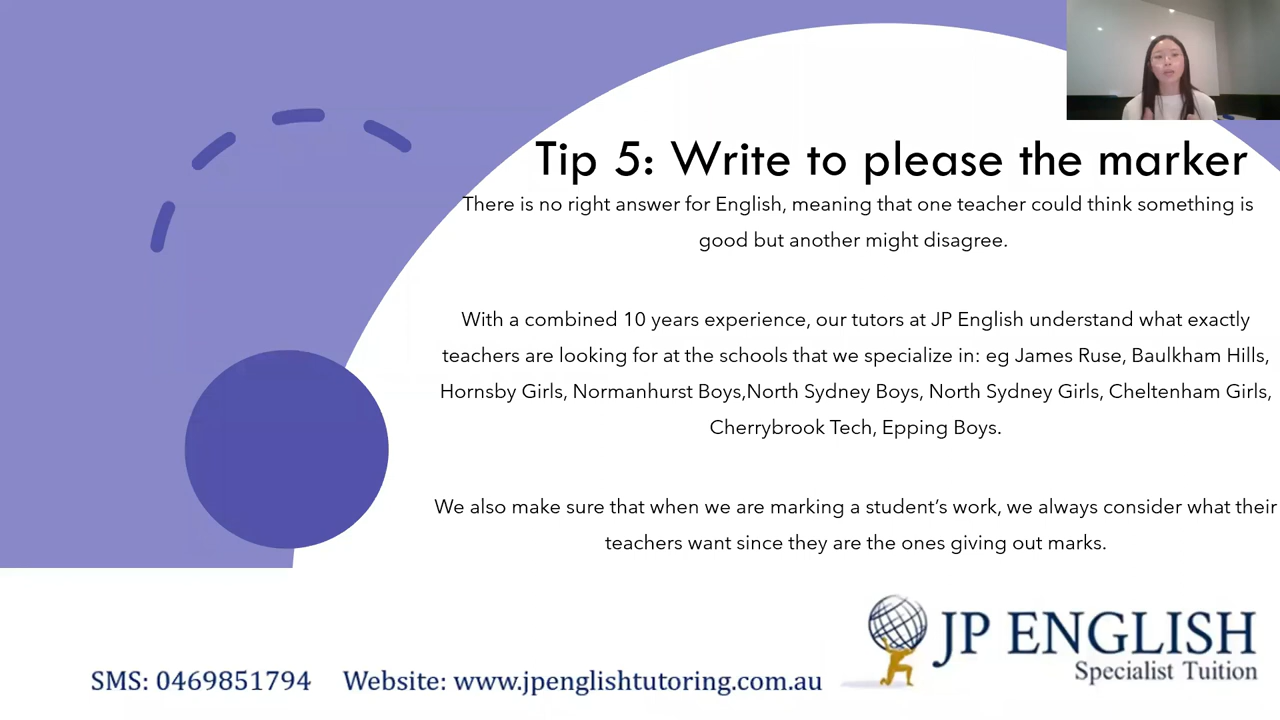 Tip 5: Write to please the marker
There is no right answer for English, meaning that one teacher could think something is
good but another might disagree.
With a combined 10 years experience, our tutors at JP English understand what exactly
teachers are looking for at the schools that we specialize in: eg James Ruse, Baulkham Hills,
Hornsby Girls, Normanhurst Boys,North Sydney Boys, North Sydney Girls, Cheltenham Girls,
Cherrybrook Tech, Epping Boys.
We also make sure that when we are marking a student’s work, we always consider what their
teachers want since they are the ones giving out marks.
JP ENGLISH
Specialist Tuition
SMS: 0469851794 Website: www.jpenglishtutoring.com.au